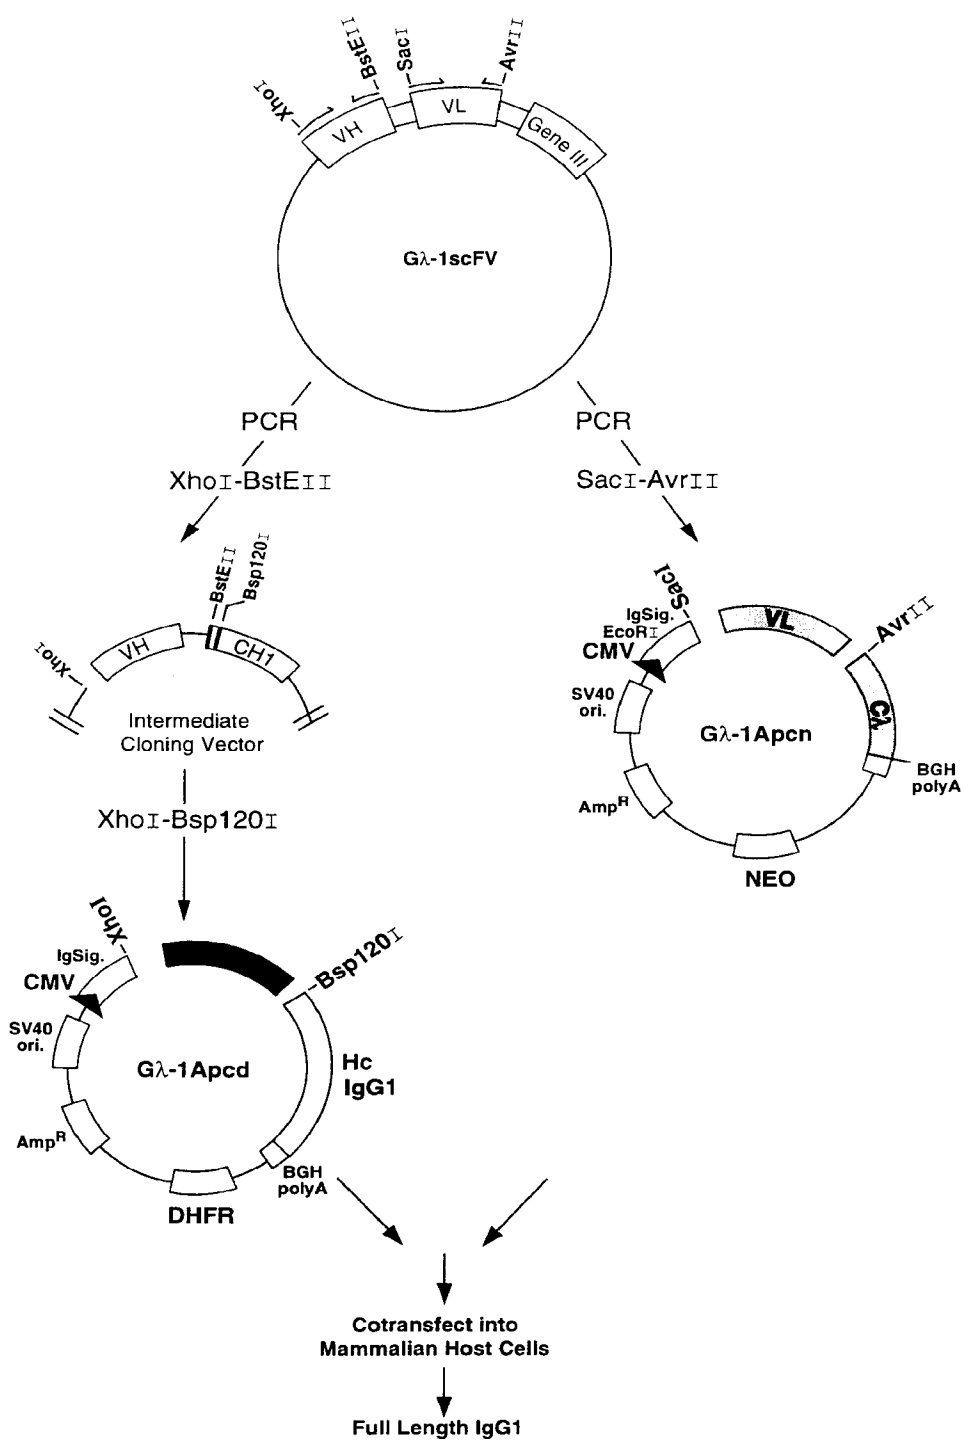 XhoI
BstEII
SacI
AvrII
VH
VL
Gene III
Gλ-1scFV
PCR
PCR
XhoI-BstEII
SacI-AvrII
BstEII
Bsp120I
XhoI
VH
CH1
Intermediate
Cloning Vector
XhoI-Bsp120I
SacI
IgSig.
EcoRI
CMV
SV40
ori.
VL
AvrII
Cλ
Gλ-1Apcn
BGH
polyA
AmpR
NEO
XhoI
IgSig.
CMV
SV40
ori.
Bsp120I
Gλ-1Apcd
Hc
IgG1
AmpR
BGH
polyA
DHFR
Cotransfect into
Mammalian Host Cells
Full Length IgG1